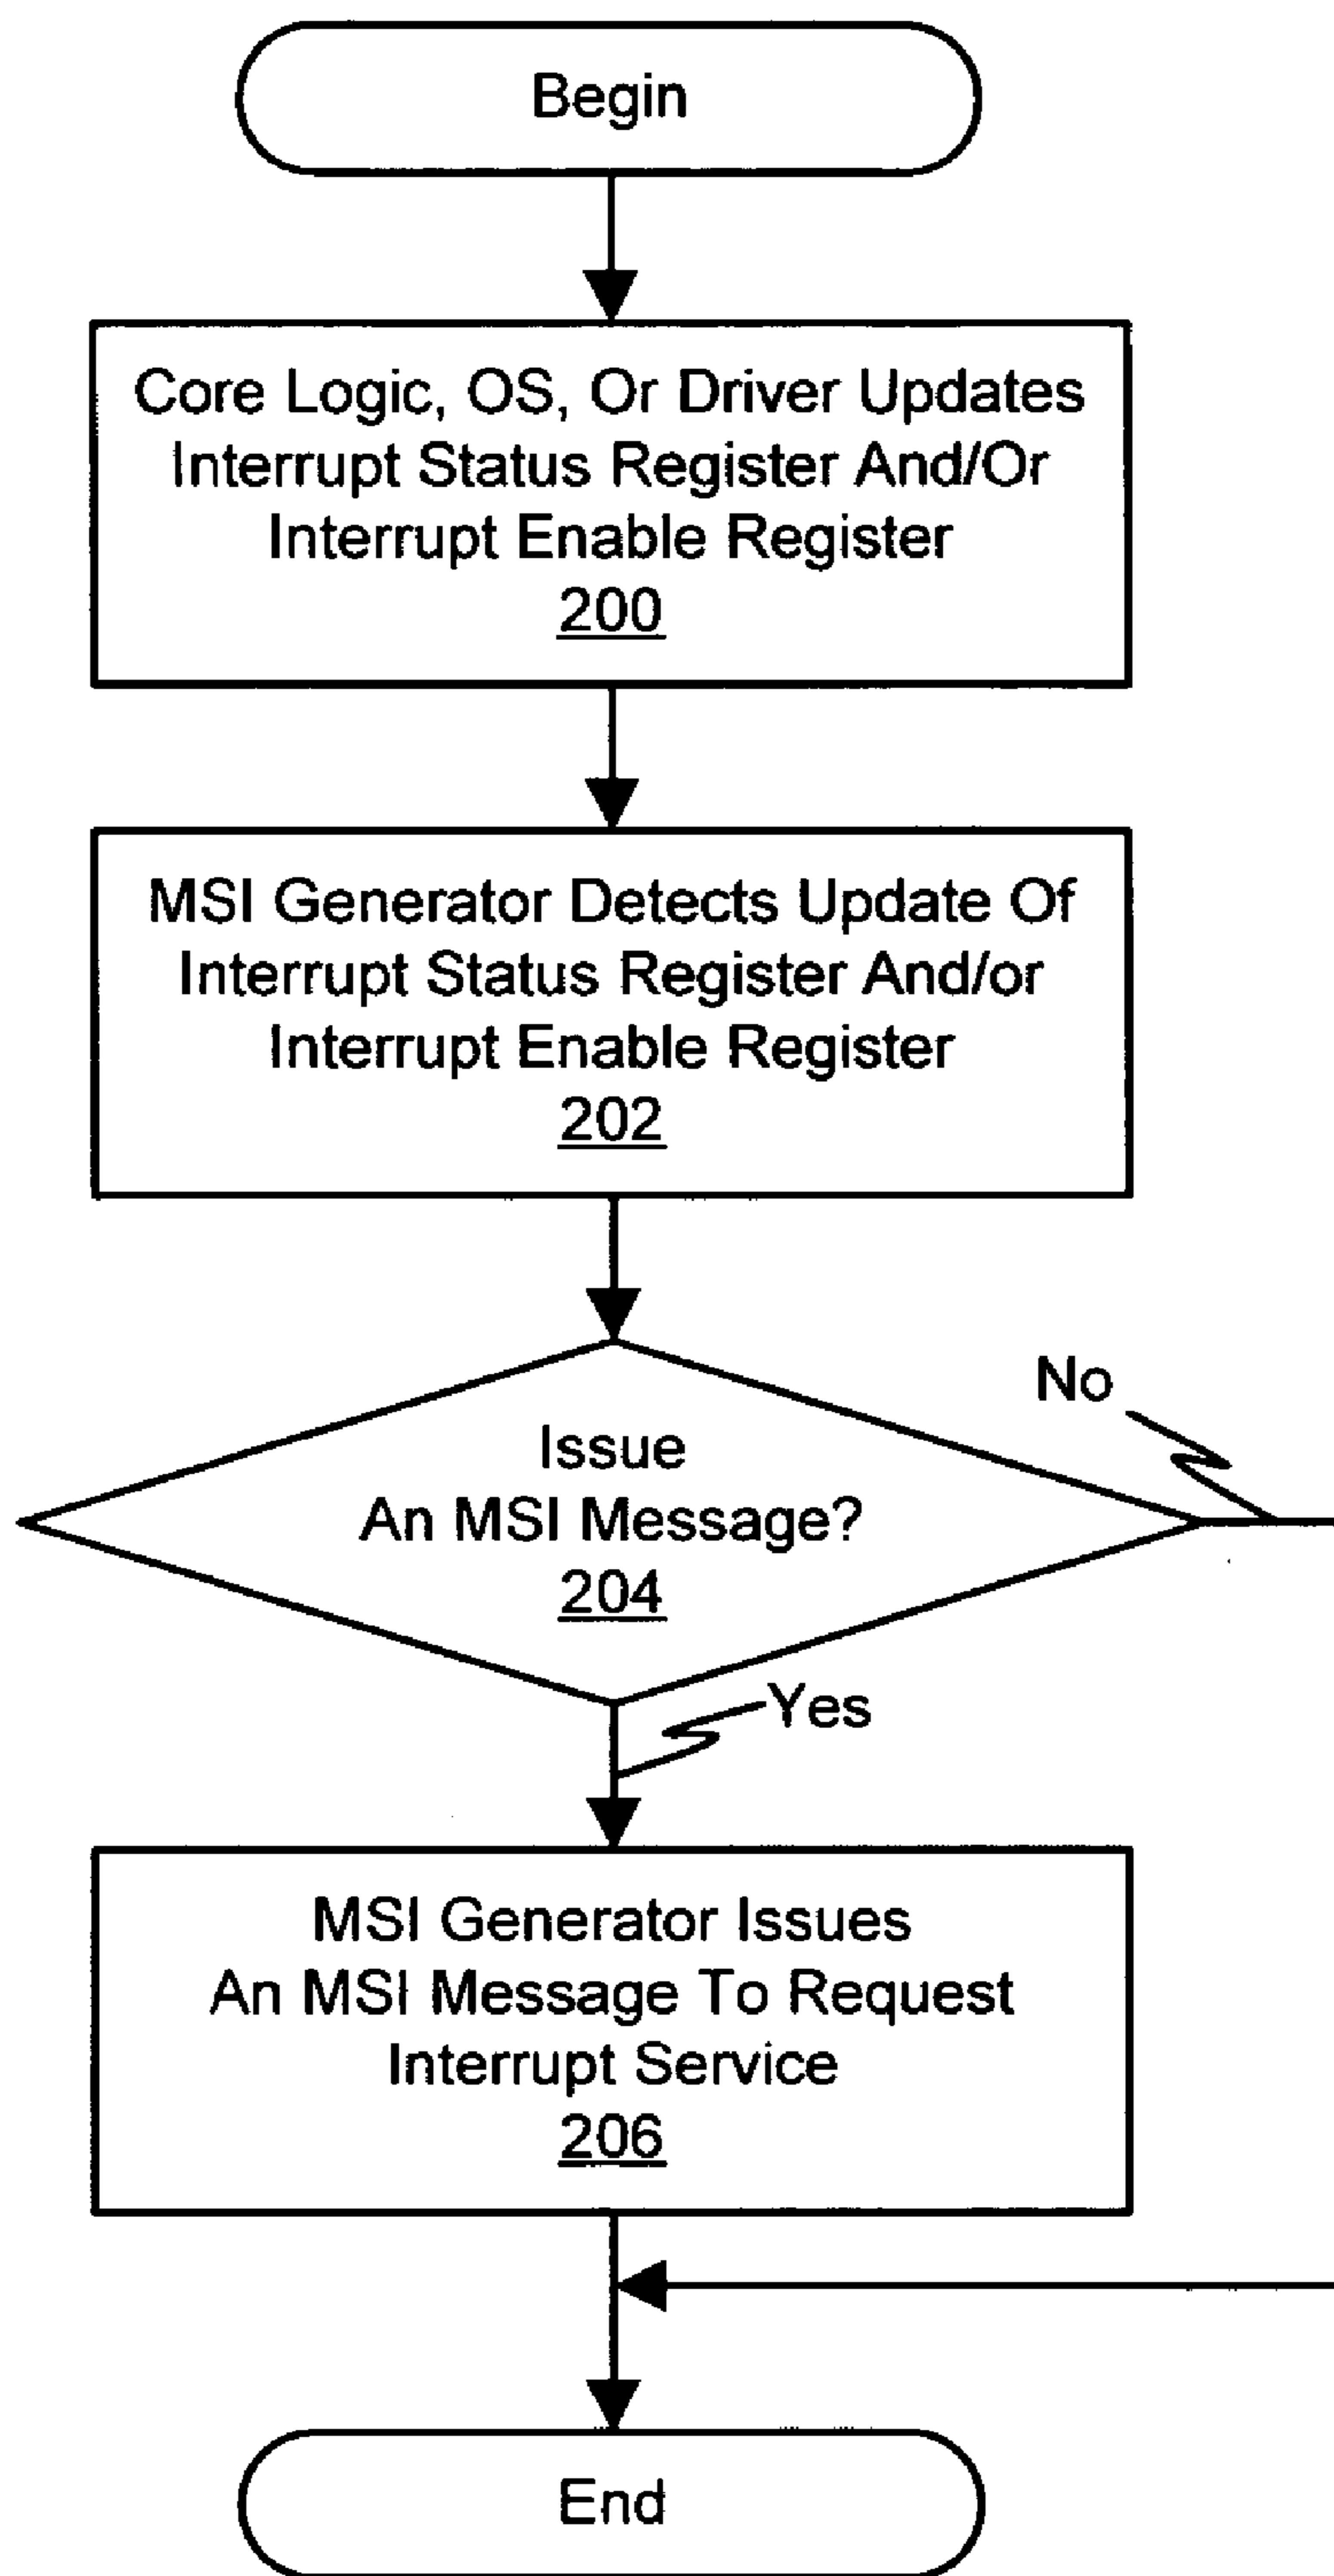 Begin
Core Logic, OS, Or Driver Updates
Interrupt Status Register And/Or
Interrupt Enable Register
200
MSI Generator Detects Update Of
Interrupt Status Register And/or
Interrupt Enable Register
202
No
Issue
An MSI Message?
204
Yes
MSI Generator Issues
An MSI Message To Request
Interrupt Service
206
End